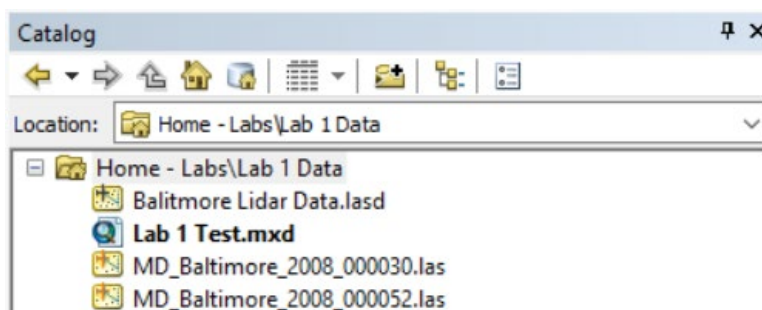 Catalog
Location: Home - Labs\Lab 1 Data
Home - Labs\Lab 1 Data
Balitmore Lidar Data.lasd
Lab 1 Test.mxd
MD_Baltimore_2008_000030.las
MD_Baltimore_2008_000052.las